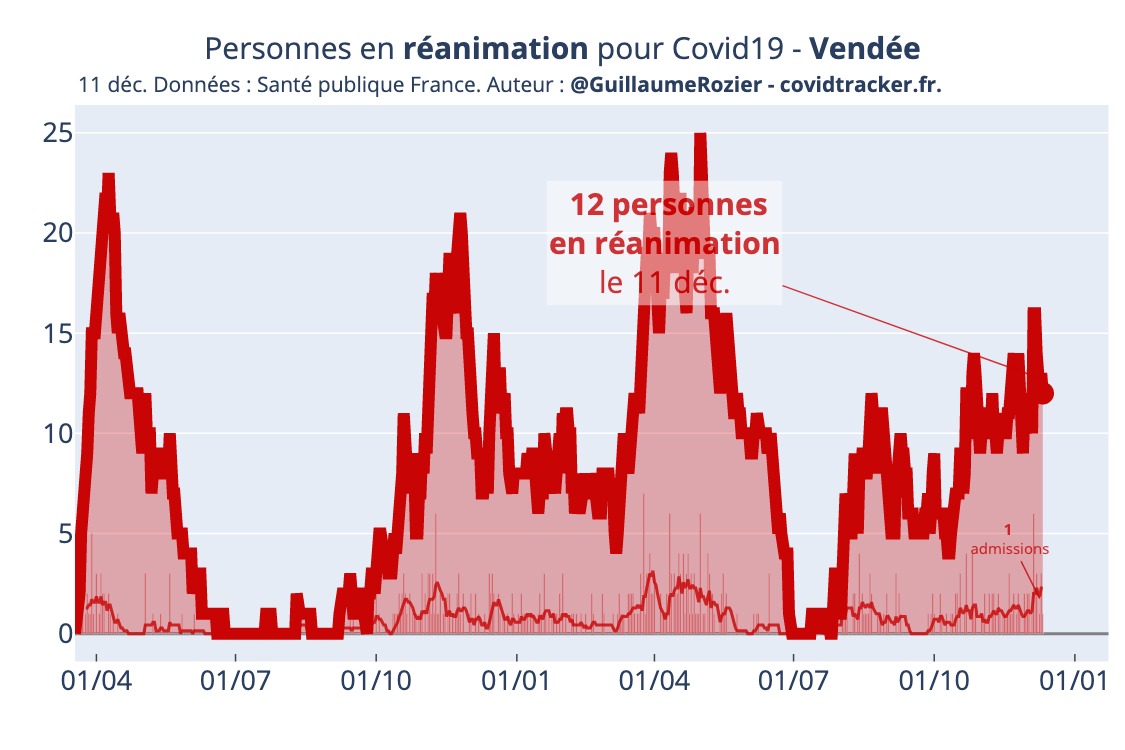 Personnes en réanimation pour Covid19 - Vendée
11 déc. Données : Santé publique France. Auteur : @GuillaumeRozier - covidtracker.fr.
25
20
15
10
5
0
12 personnes
en réanimation
le 11 déc.
1
admissions
01/04
01/07
01/10
01/01
01/04
01/07
01/10
01/01